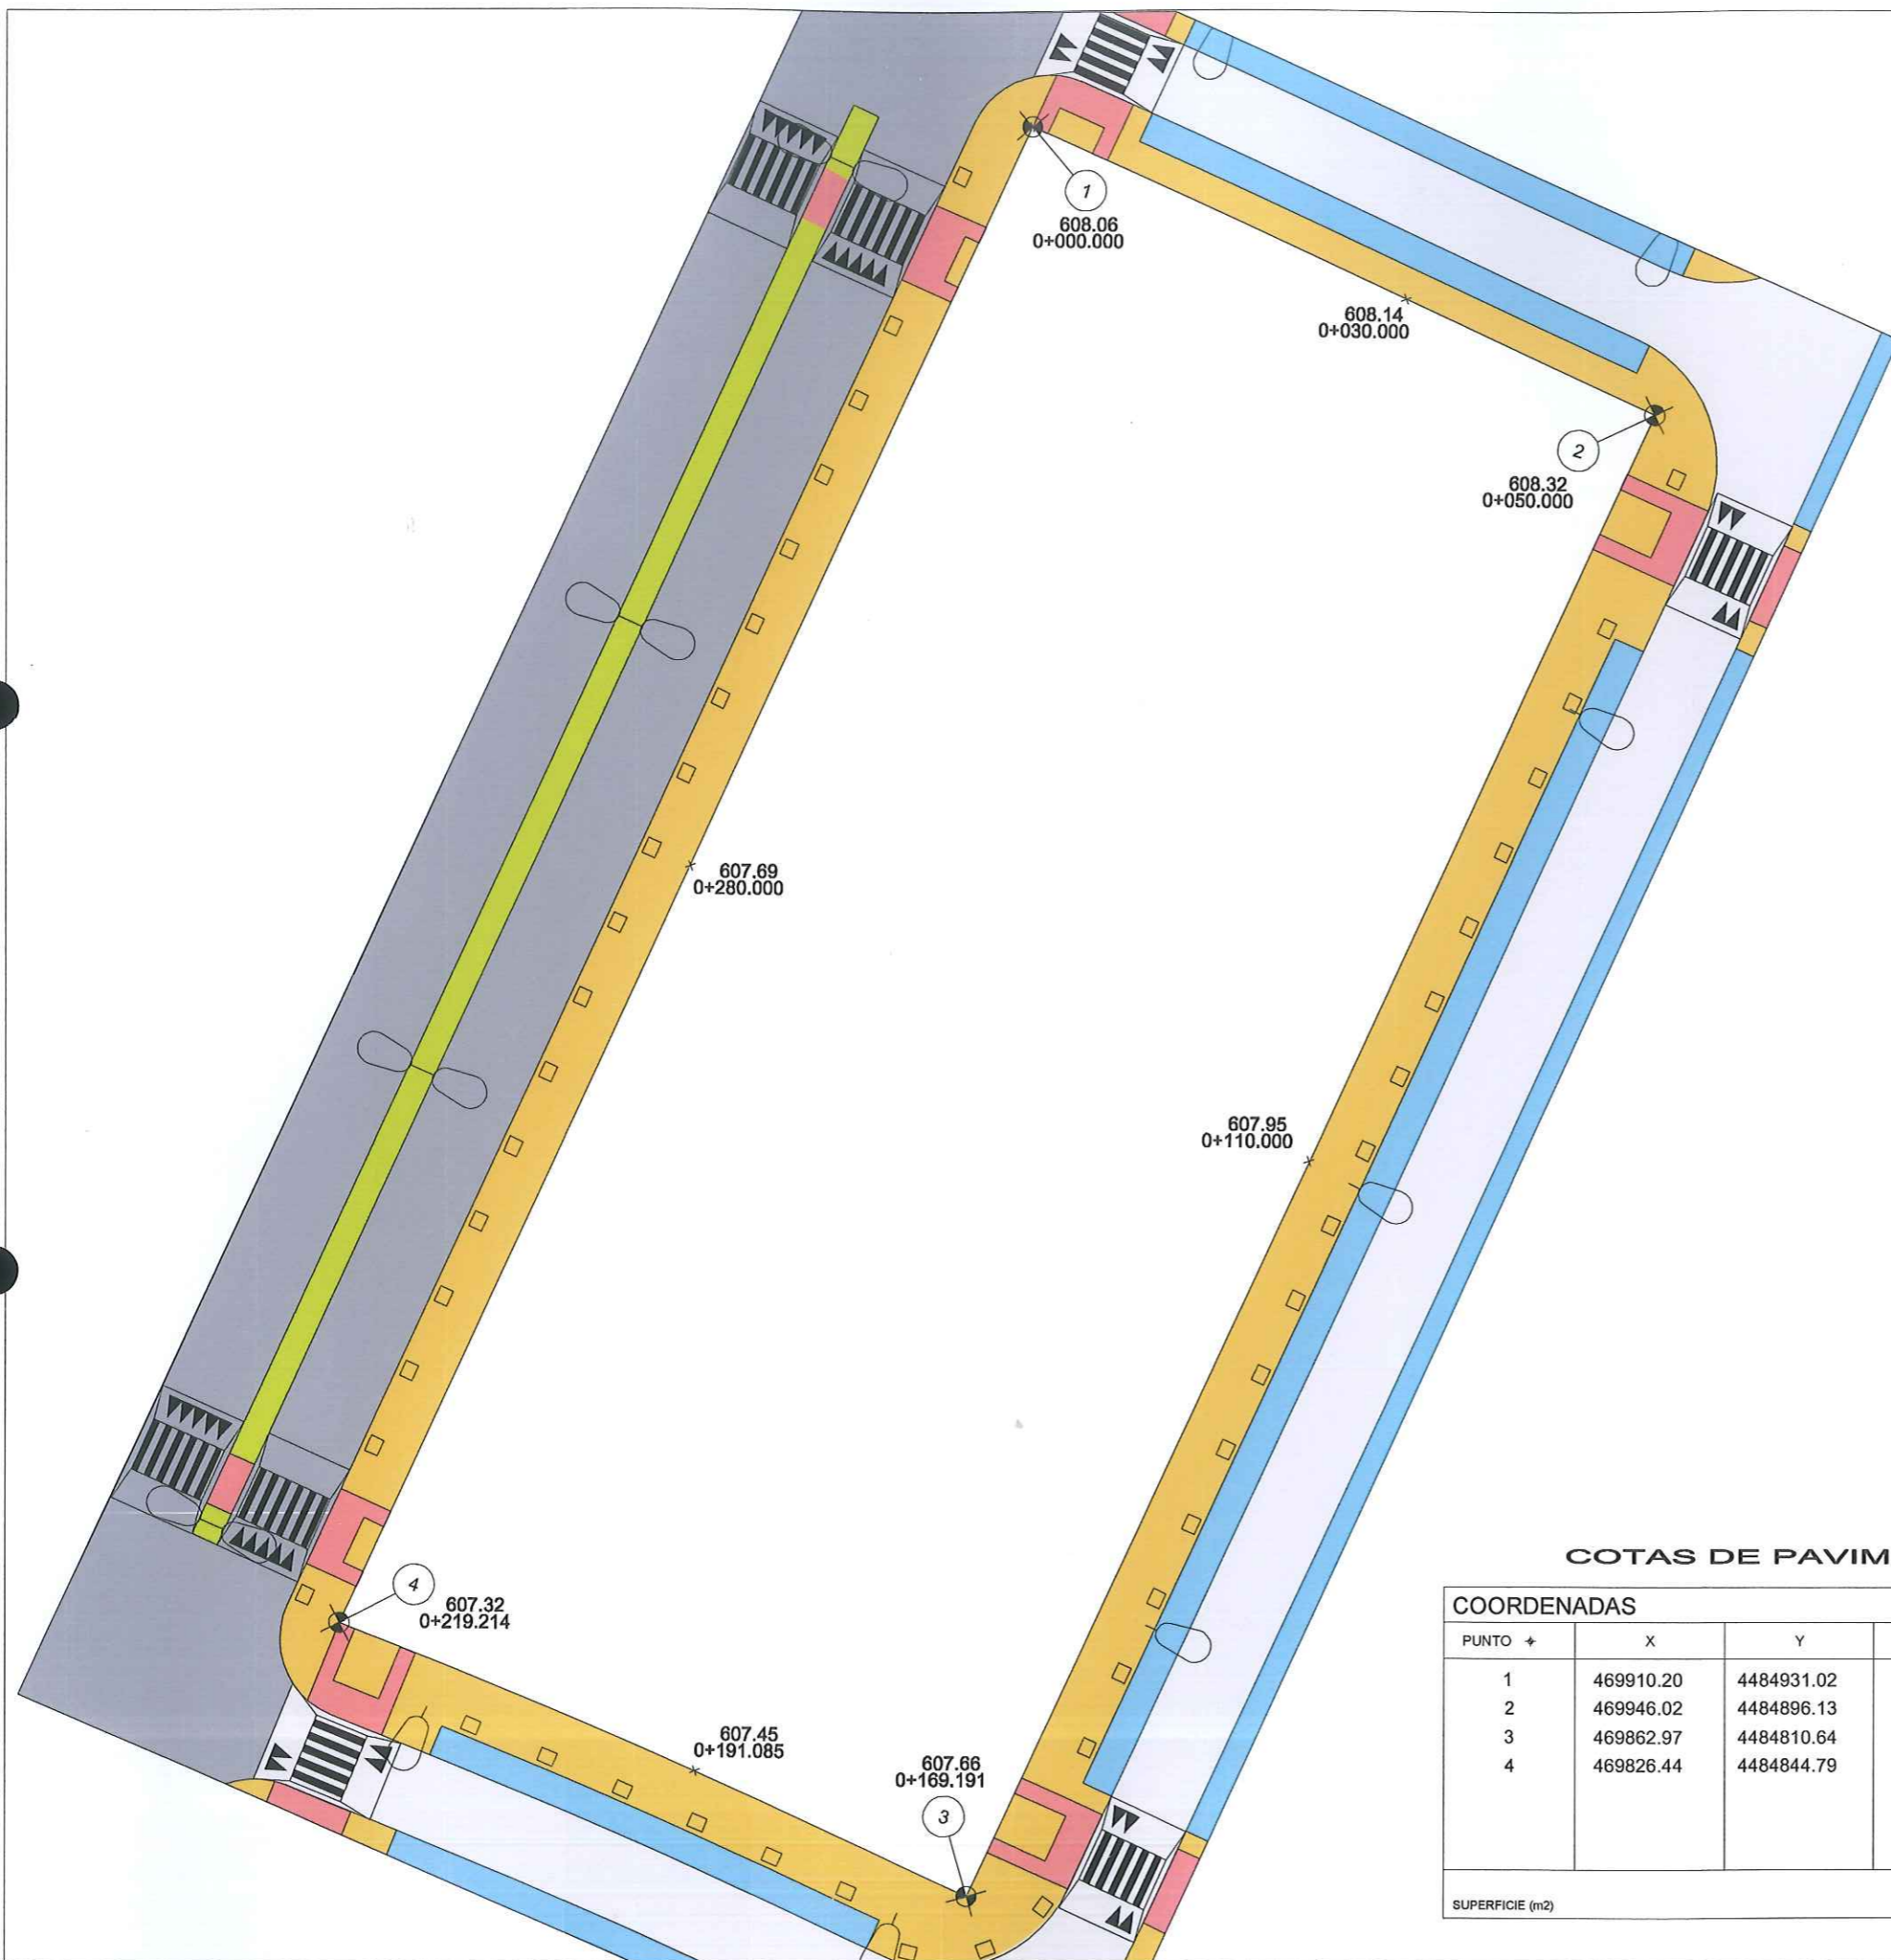 1
608.06
0+000.000
608.14
0+030.000
2
608.32
0+050.000
607.69
0+280.000
607.95
0+110.000
4
607.32
0+219.214
607.45
0+191.085
607.66
0+169.191
3
COTAS DE PAVIM
COORDENADAS
PUNTO X Y
1 469910.20 4484931.02
2 469946.02 4484896.13
3 469862.97 4484810.64
4 469826.44 4484844.79
SUPERFICIE (m2)